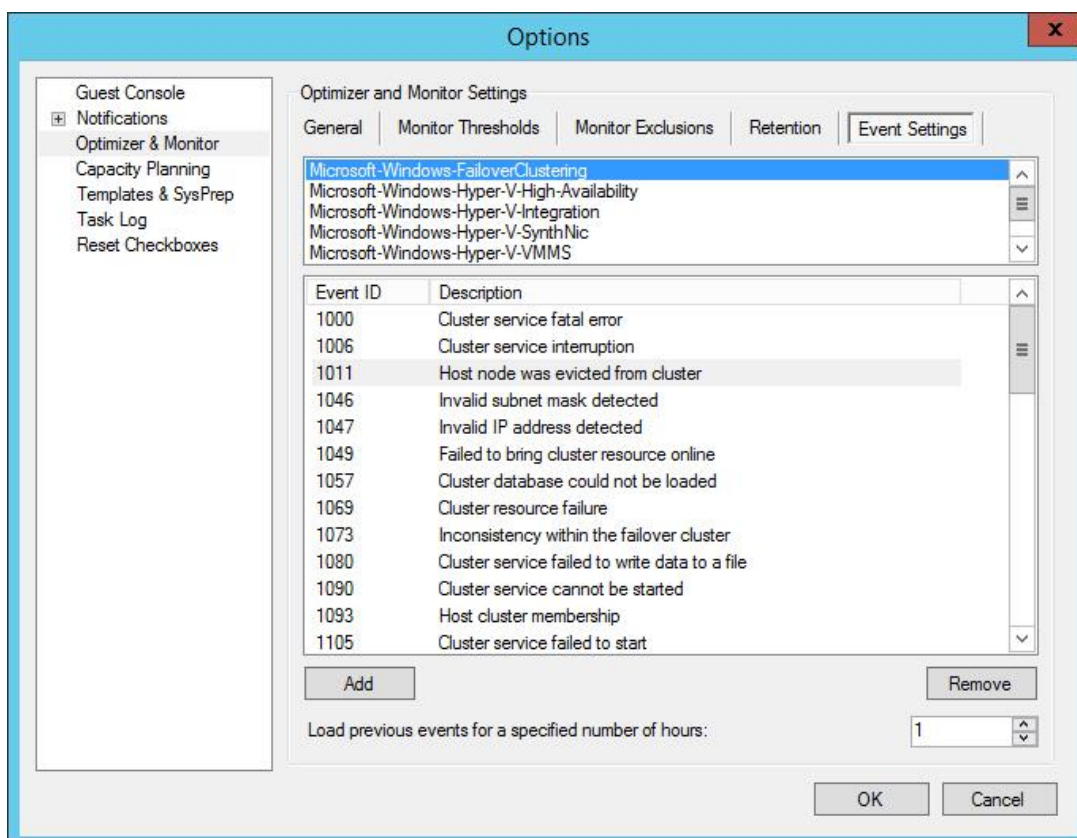 Options
x
Guest Console
Notifications
Optimizer & Monitor
Capacity Planning
Templates & SysPrep
Task Log
Reset Checkboxes
Optimizer and Monitor Settings
General Monitor Thresholds Monitor Exclusions Retention Event Settings
Microsoft-Windows-FailoverClustering
Microsoft-Windows-Hyper-V-High-Availability
Microsoft-Windows-Hyper-V-Integration
Microsoft-Windows-Hyper-V-SynthNic
Microsoft-Windows-Hyper-V-VMMS
Event ID Description
1000 Cluster service fatal error
1006 Cluster service interruption
1011 Host node was evicted from cluster
1046 Invalid subnet mask detected
1047 Invalid IP address detected
1049 Failed to bring cluster resource online
1057 Cluster database could not be loaded
1069 Cluster resource failure
1073 Inconsistency within the failover cluster
1080 Cluster service failed to write data to a file
1090 Cluster service cannot be started
1093 Host cluster membership
1105 Cluster service failed to start
Add Remove
Load previous events for a specified number of hours: 1
OK Cancel